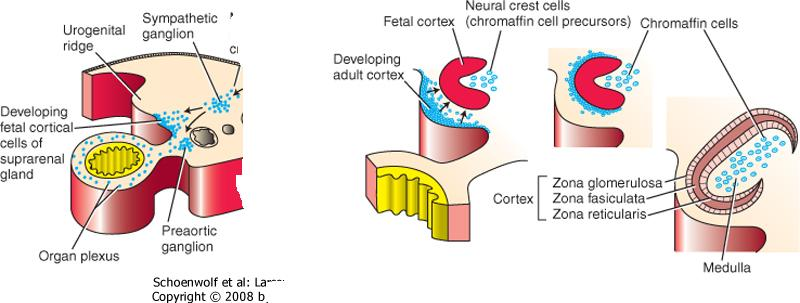 Sympathetic
ganglion
Urogenital
ridge
Developing
fetal cortical
cells of
suprarenal
gland
Organ plexus
Preaortic
ganglion
Schoenwolf et al:
Copyright © 2008
Neural crest cells
(chromaffin cell precursors)
Fetal cortex
Chromaffin cells
Developing
adult cortex
Cortex
Zona glomerulosa
Zona fasiculata
Zona reticularis
Medulla